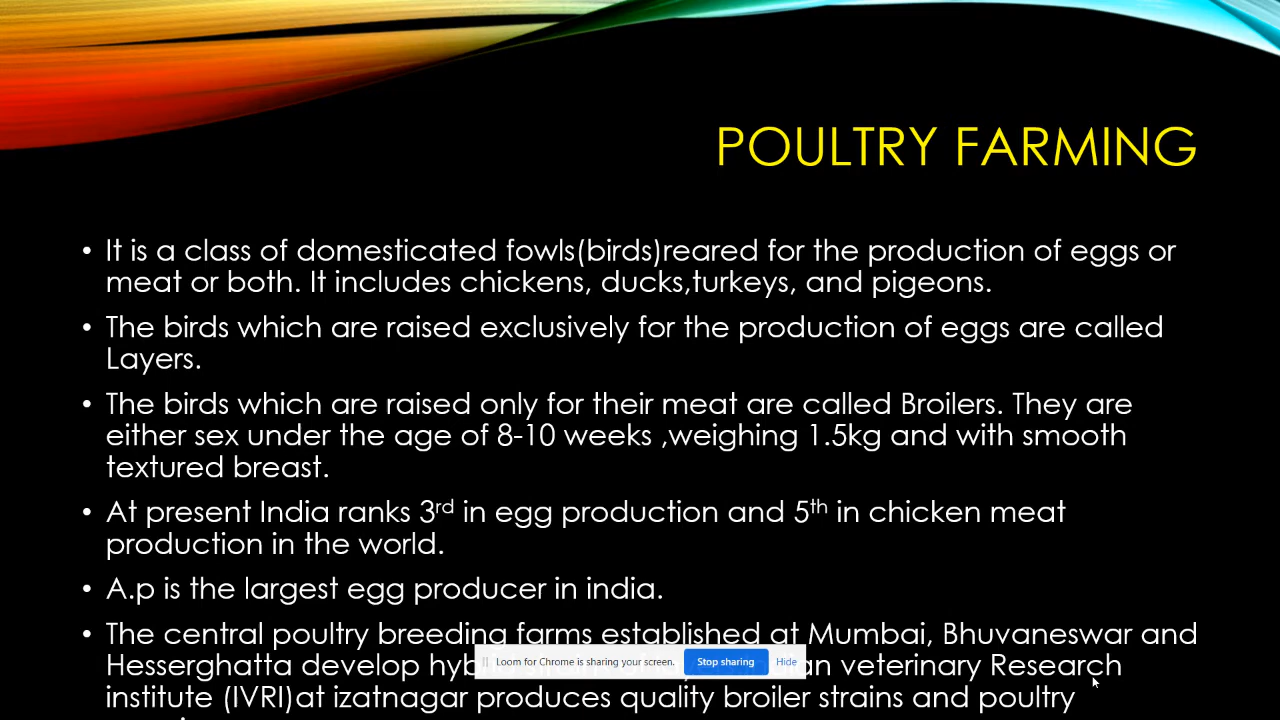 POULTRY FARMING
• It is a class of domesticated fowls(birds)reared for the production of eggs or
meat or both. It includes chickens, ducks,turkeys, and pigeons.
• The birds which are raised exclusively for the production of eggs are called
Layers.
• The birds which are raised only for their meat are called Broilers. They are
either sex under the age of 8-10 weeks ,weighing 1.5kg and with smooth
textured breast.
• At present India ranks 3rd in egg production and 5th in chicken meat
production in the world.
• A.p is the largest egg producer in india.
• The central poultry breeding farms established at Mumbai, Bhuvaneswar and
Hesserghatta develop veterinary Research
institute (IVRI)at izatnagar produces quality broiler strains and poultry
Loom for Chrome is sharing your screen. Stop sharing Hide